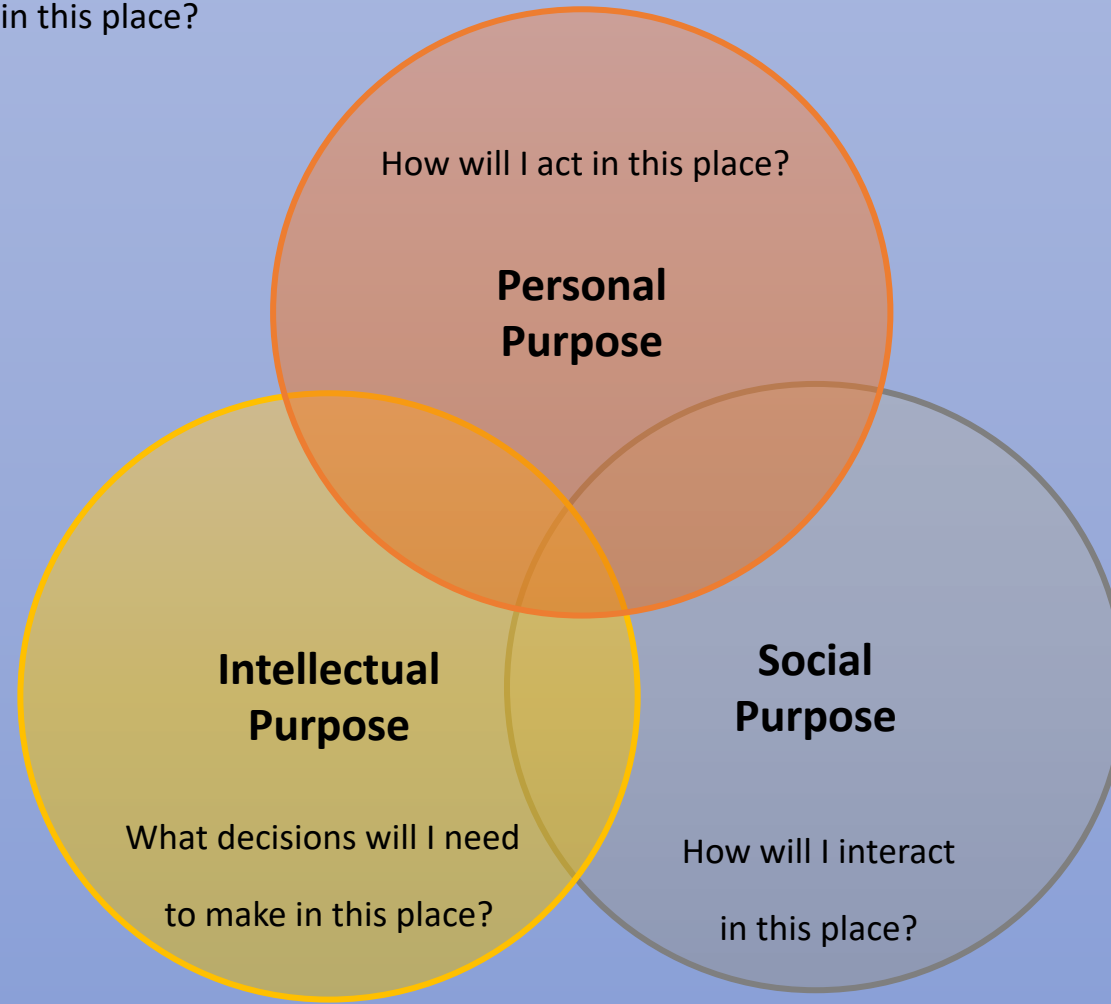 in this place?
How will I act in this place?
Personal
Purpose
Intellectual
Purpose
What decisions will I need
to make in this place?
Social
Purpose
How will I interact
in this place?